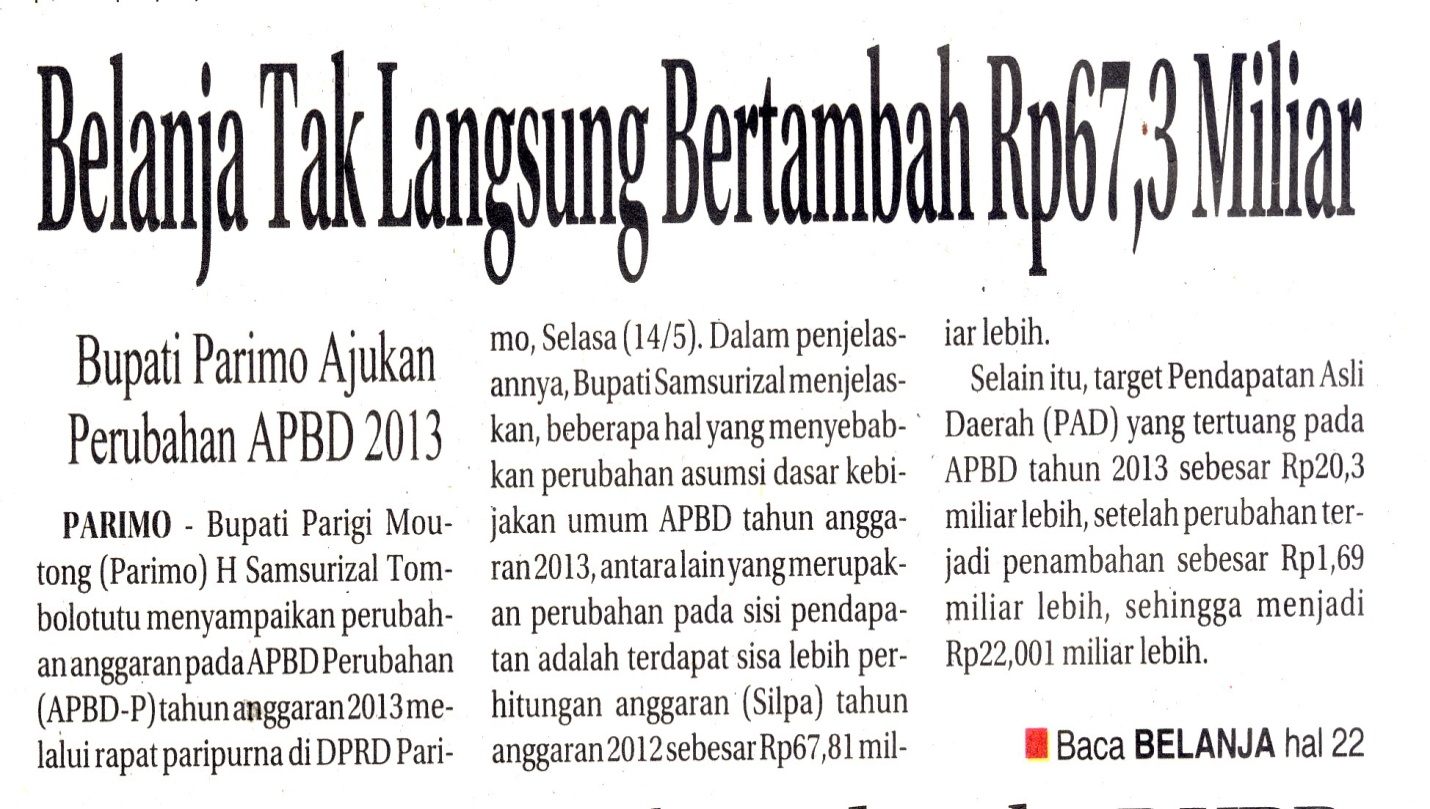 Belanja Tak Langsung Bertambah Rp67,3 Miliar
Bupati Parimo Ajukan
Perubahan APBD 2013
PARIMO - Bupati Parigi Mou-
tong (Parimo) H Samsurizal Tom-
bolotutu menyampaikan perubah-
an anggaran pada APBD Perubahan
(APBD-P) tahun anggaran 2013 me-
lalui rapat paripurna di DPRD Pari-
mo, Selasa (14/5). Dalam penjelas-
annya, Bupati Samsurizal menjelas-
kan, beberapa hal yang menyebab-
kan perubahan asumsi dasar kebi-
jakan umum APBD tahun angga-
ran 2013, antara lain yang merupak-
an perubahan pada sisi pendapa-
tan adalah terdapat sisa lebih per-
hitungan anggaran (Silpa) tahun
anggaran 2012 sebesar Rp67,81 mil-
iar lebih.
Selain itu, target Pendapatan Asli
Daerah (PAD) yang tertuang pada
APBD tahun 2013 sebesar Rp20,3
miliar lebih, setelah perubahan ter-
jadi penambahan sebesar Rp1,69
miliar lebih, sehingga menjadi
Rp22,001 miliar lebih.
Baca BELANJA hal 22